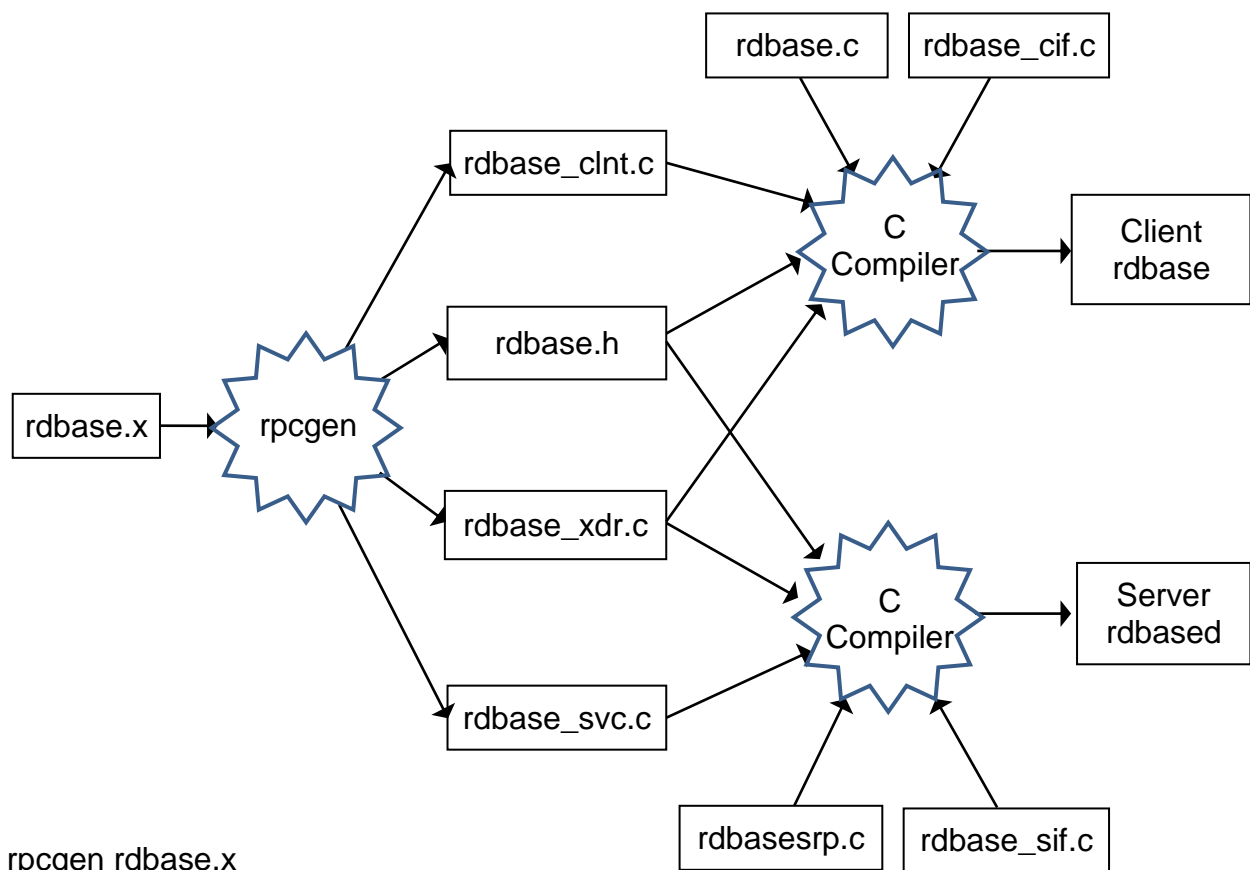 rdbase.c
rdbase_cif.c
rdbase_clnt.c
C
Compiler
Client
rdbase
rdbase.h
rdbase.x
rpcgen
rdbase_xdr.c
C
Compiler
Server
rdbased
rdbase_svc.c
rdbasesrp.c
rdbase_sif.c
rpcgen rdbase.x